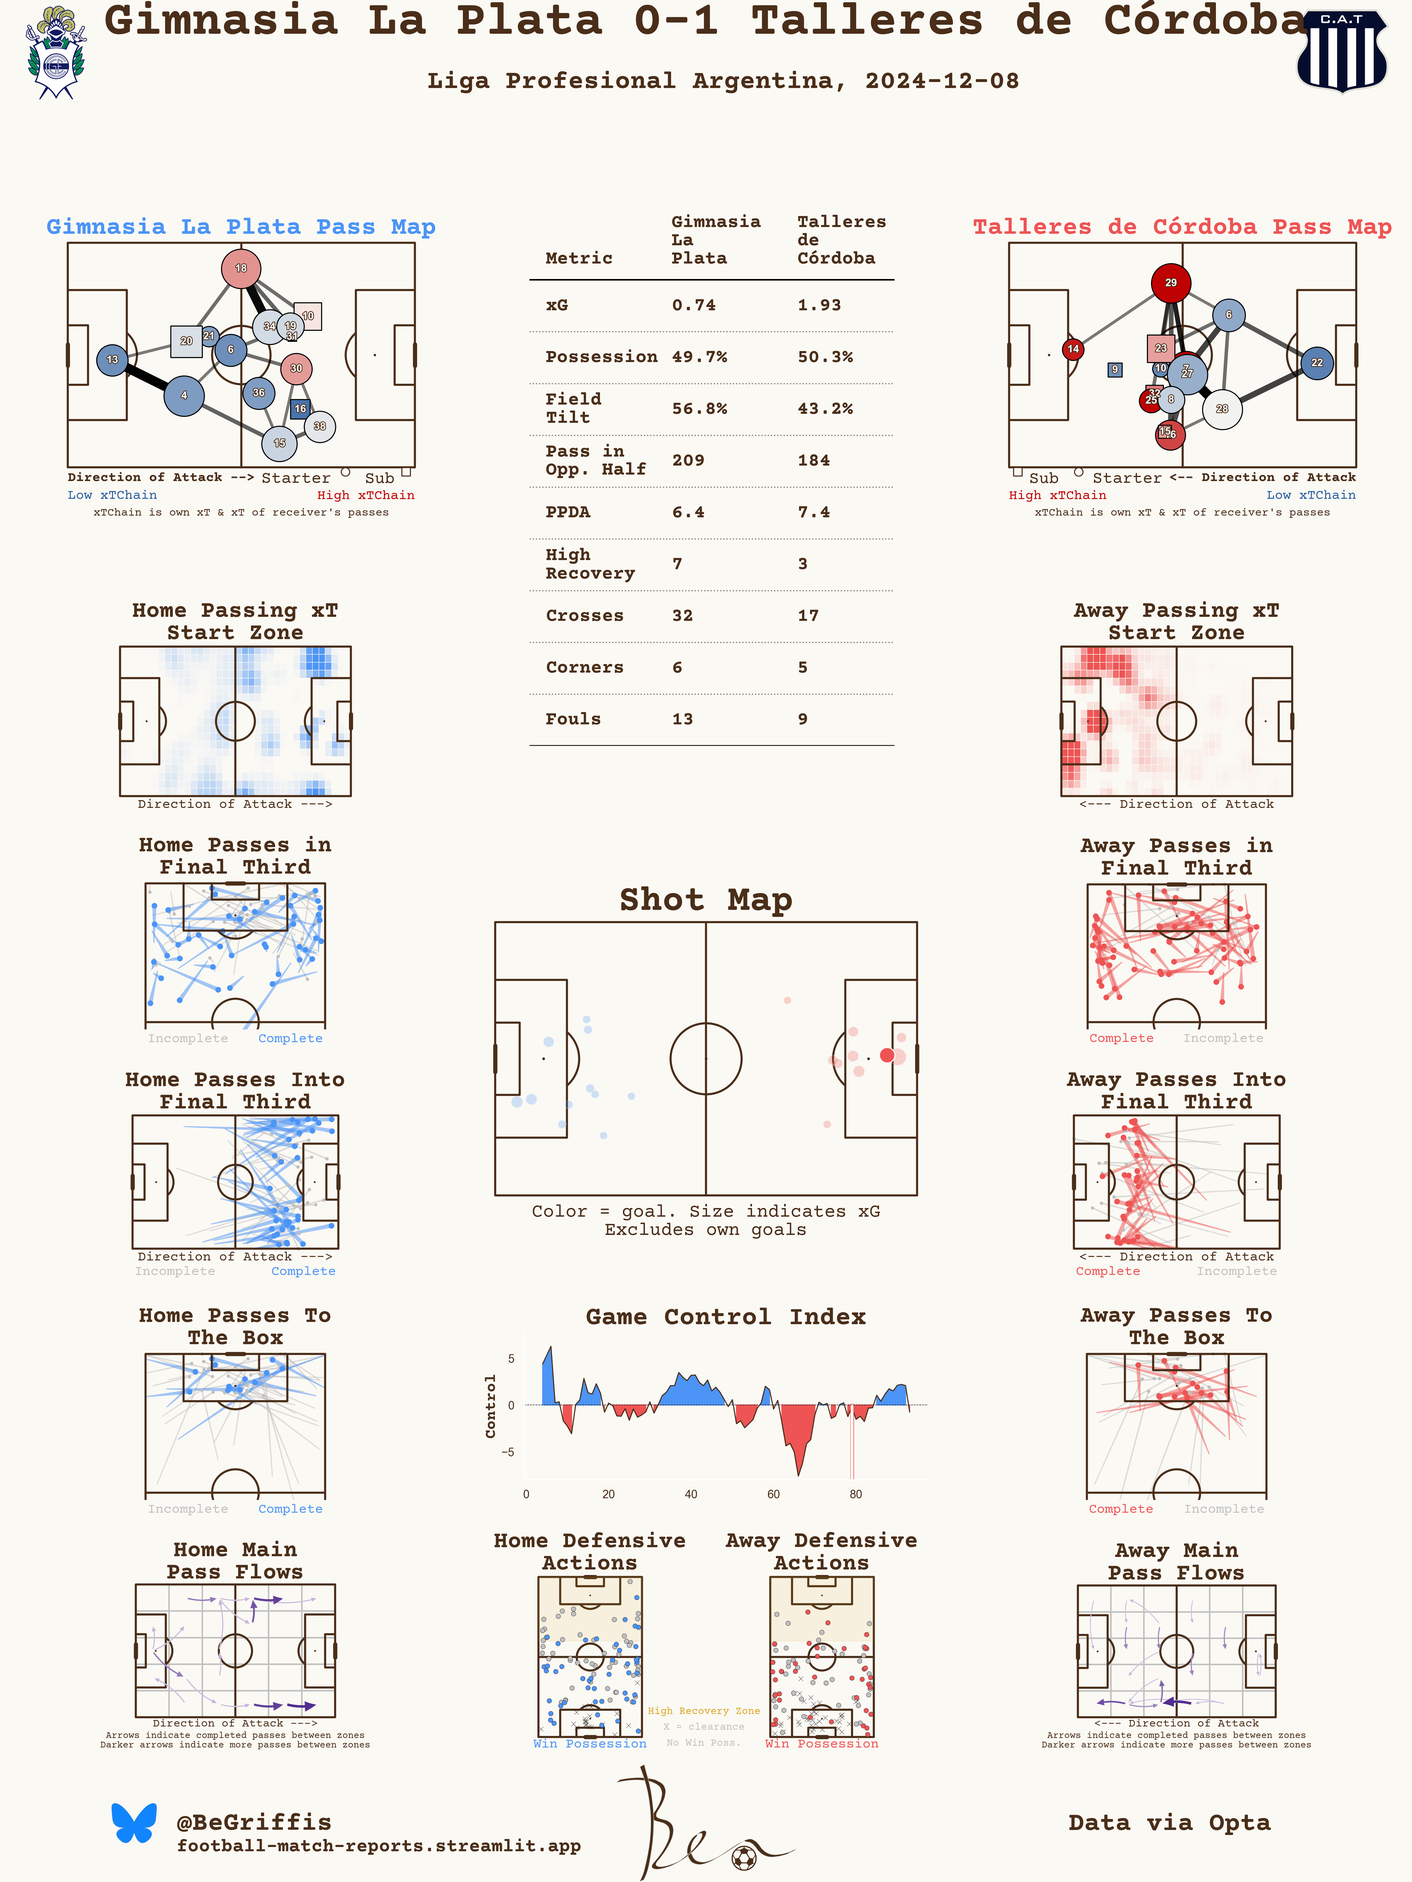 Gimnasia La Plata 0-1 Talleres de Córdoba
C.A.T
Liga Profesional Argentina, 2024-12-08
Gimnasia La Plata Pass Map
18
10
34
19
31
21
20
6
13
30
4
36
16
38
15
Direction of Attack --> Starter Sub
Low xTChain High xTChain
xTChain is own xT & xT of receiver's passes
Metric Gimnasia La Plata Talleres de Córdoba
xG 0.74 1.93
Possession 49.7% 50.3%
Field Tilt 56.8% 43.2%
Pass in Opp. Half 209 184
PPDA 6.4 7.4
High Recovery 7 3
Crosses 32 17
Corners 6 5
Fouls 13 9
Talleres de Córdoba Pass Map
29
6
14
23
22
9
10
7
27
32
25
8
28
15
Sub Starter <-- Direction of Attack
High xTChain Low xTChain
xTChain is own xT & xT of receiver's passes
Home Passing xT
Start Zone
Direction of Attack --->
Away Passing xT
Start Zone
<--- Direction of Attack
Home Passes in
Final Third
Incomplete Complete
Away Passes in
Final Third
Complete Incomplete
Shot Map
Color = goal. Size indicates xG
Excludes own goals
Home Passes Into
Final Third
Direction of Attack --->
Incomplete Complete
Away Passes Into
Final Third
<--- Direction of Attack
Complete Incomplete
Home Passes To
The Box
Incomplete Complete
Game Control Index
Control
5
0
−5
0 20 40 60 80
Away Passes To
The Box
Complete Incomplete
Home Main
Pass Flows
Direction of Attack --->
Arrows indicate completed passes between zones
Darker arrows indicate more passes between zones
Home Defensive
Actions
Win Possession
Away Defensive
Actions
Win Possession
High Recovery Zone
X = clearance
No Win Poss.
Away Main
Pass Flows
<--- Direction of Attack
Arrows indicate completed passes between zones
Darker arrows indicate more passes between zones
@BeGriffis
football-match-reports.streamlit.app
Ben
Data via Opta